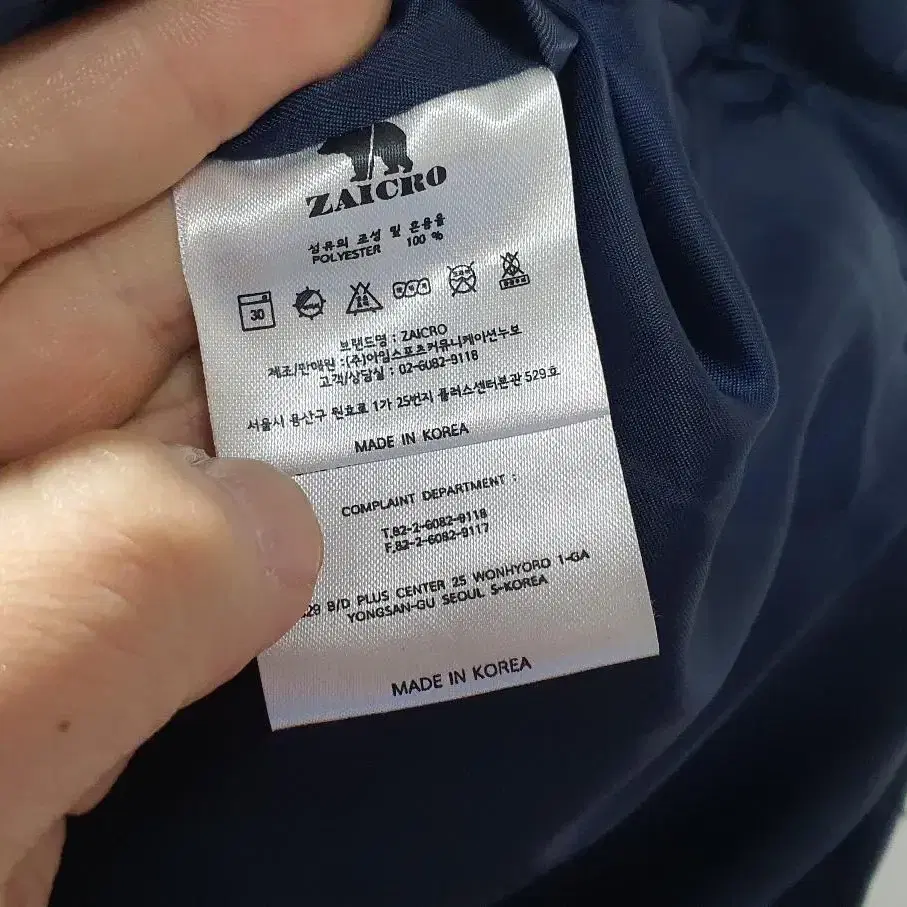 ZAICRO
섬유의 조성 및 혼용율
POLYESTER 100 %
30
브랜드명 : ZAICRO
제조/판매원 : (주)아임스포츠커뮤니케이션누보
고객/상담실 : 02-6082-9118
서울시 용산구 원효로 1가 25번지 플러스센터본관 529호
MADE IN KOREA
COMPLAINT DEPARTMENT :
T.82-2-6082-9118
F.82-2-6082-9117
29 B/D PLUS CENTER 25 WONHYORO 1-GA
YONGSAN-GU SEOUL S-KOREA
MADE IN KOREA